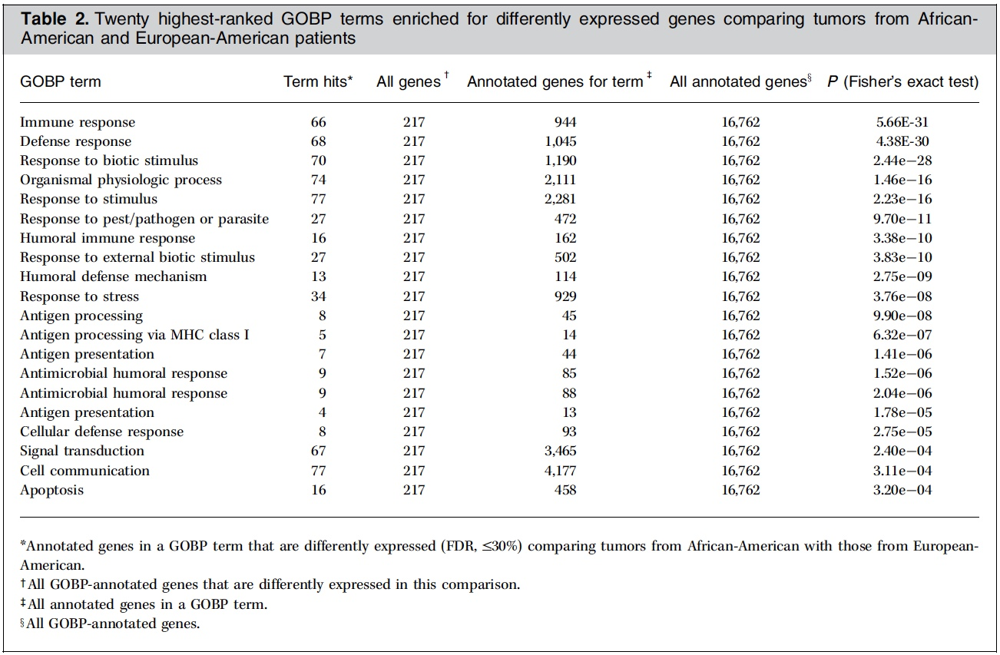 Table 2. Twenty highest-ranked GOBP terms enriched for differently expressed genes comparing tumors from African-
American and European-American patients
GOBP term Term hits* All genes† Annotated genes for term‡ All annotated genes§ P (Fisher's exact test)
Immune response 66 217 944 16,762 5.66E-31
Defense response 68 217 1,045 16,762 4.38E-30
Response to biotic stimulus 70 217 1,190 16,762 2.44e−28
Organismal physiologic process 74 217 2,111 16,762 1.46e−16
Response to stimulus 77 217 2,281 16,762 2.23e−16
Response to pest/pathogen or parasite 27 217 472 16,762 9.70e−11
Humoral immune response 16 217 162 16,762 3.38e−10
Response to external biotic stimulus 27 217 502 16,762 3.83e−10
Humoral defense mechanism 13 217 114 16,762 2.75e−09
Response to stress 34 217 929 16,762 3.76e−08
Antigen processing 8 217 45 16,762 9.90e−08
Antigen processing via MHC class I 5 217 14 16,762 6.32e−07
Antigen presentation 7 217 44 16,762 1.41e−06
Antimicrobial humoral response 9 217 85 16,762 1.52e−06
Antimicrobial humoral response 9 217 88 16,762 2.04e−06
Antigen presentation 4 217 13 16,762 1.78e−05
Cellular defense response 8 217 93 16,762 2.75e−05
Signal transduction 67 217 3,465 16,762 2.40e−04
Cell communication 77 217 4,177 16,762 3.11e−04
Apoptosis 16 217 458 16,762 3.20e−04
*Annotated genes in a GOBP term that are differently expressed (FDR, ≤30%) comparing tumors from African-American with those from European-
American.
†All GOBP-annotated genes that are differently expressed in this comparison.
‡All annotated genes in a GOBP term.
§All GOBP-annotated genes.